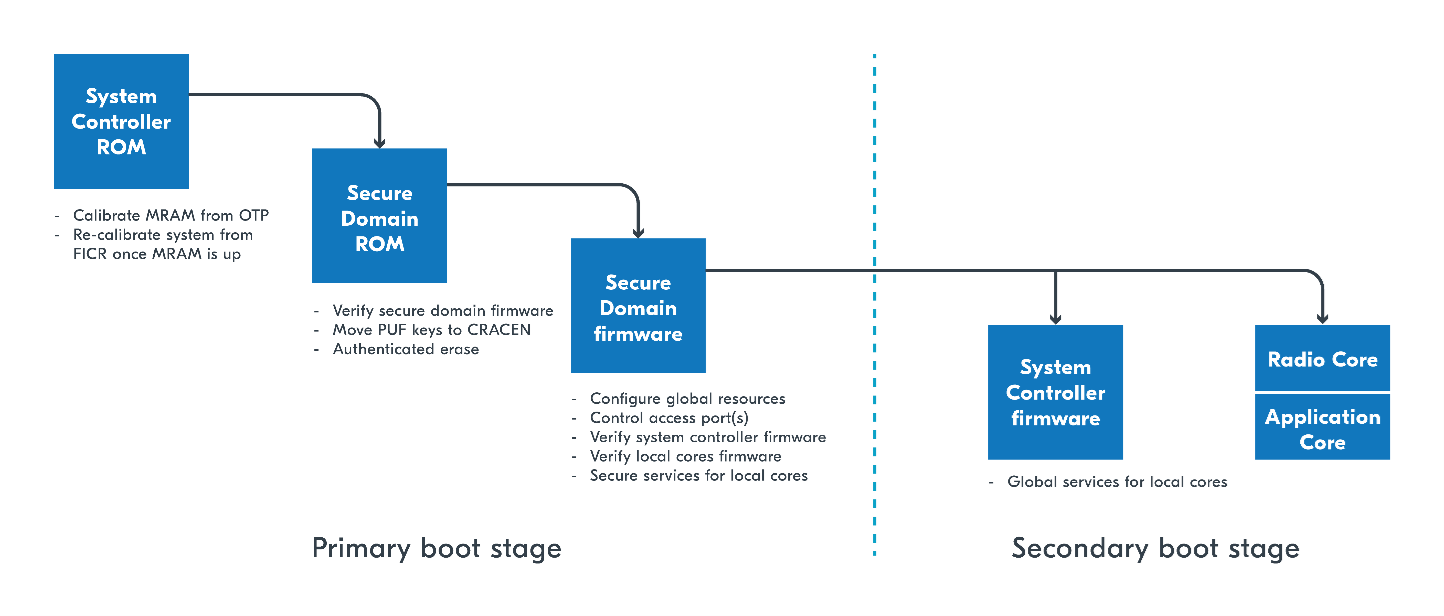 System
Controller
ROM
- Calibrate MRAM from OTP
- Re-calibrate system from
FICR once MRAM is up
Secure
Domain
ROM
- Verify secure domain firmware
- Move PUF keys to CRACEN
- Authenticated erase
Secure
Domain
firmware
- Configure global resources
- Control access port(s)
- Verify system controller firmware
- Verify local cores firmware
- Secure services for local cores
System
Controller
firmware
- Global services for local cores
Radio Core
Application
Core
Primary boot stage
Secondary boot stage